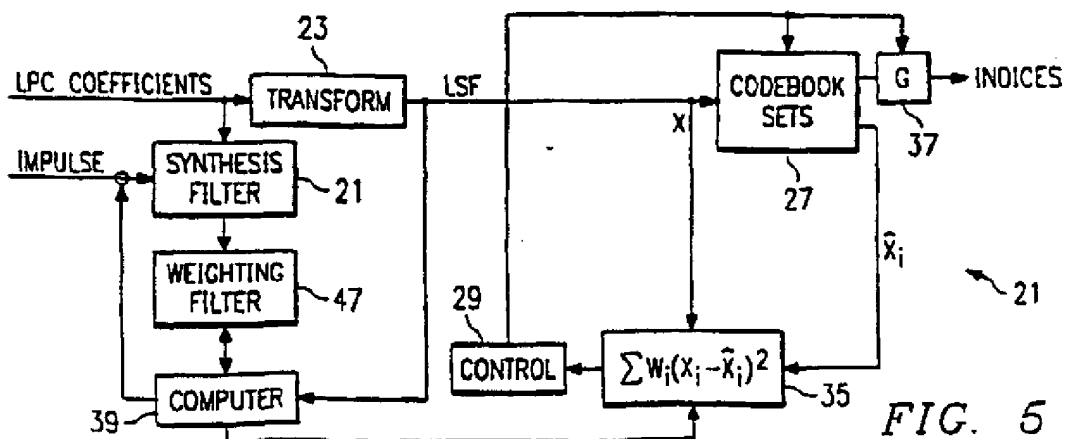 23
LPC COEFFICIENTS
TRANSFORM
LSF
X
CODEBOOK
SETS
27
G
37
INDICES
IMPULSE
SYNTHESIS
FILTER
21
WEIGHTING
FILTER
47
X̂i
21
29
CONTROL
∑Wi(Xi-X̂i)²
35
COMPUTER
39
FIG. 5